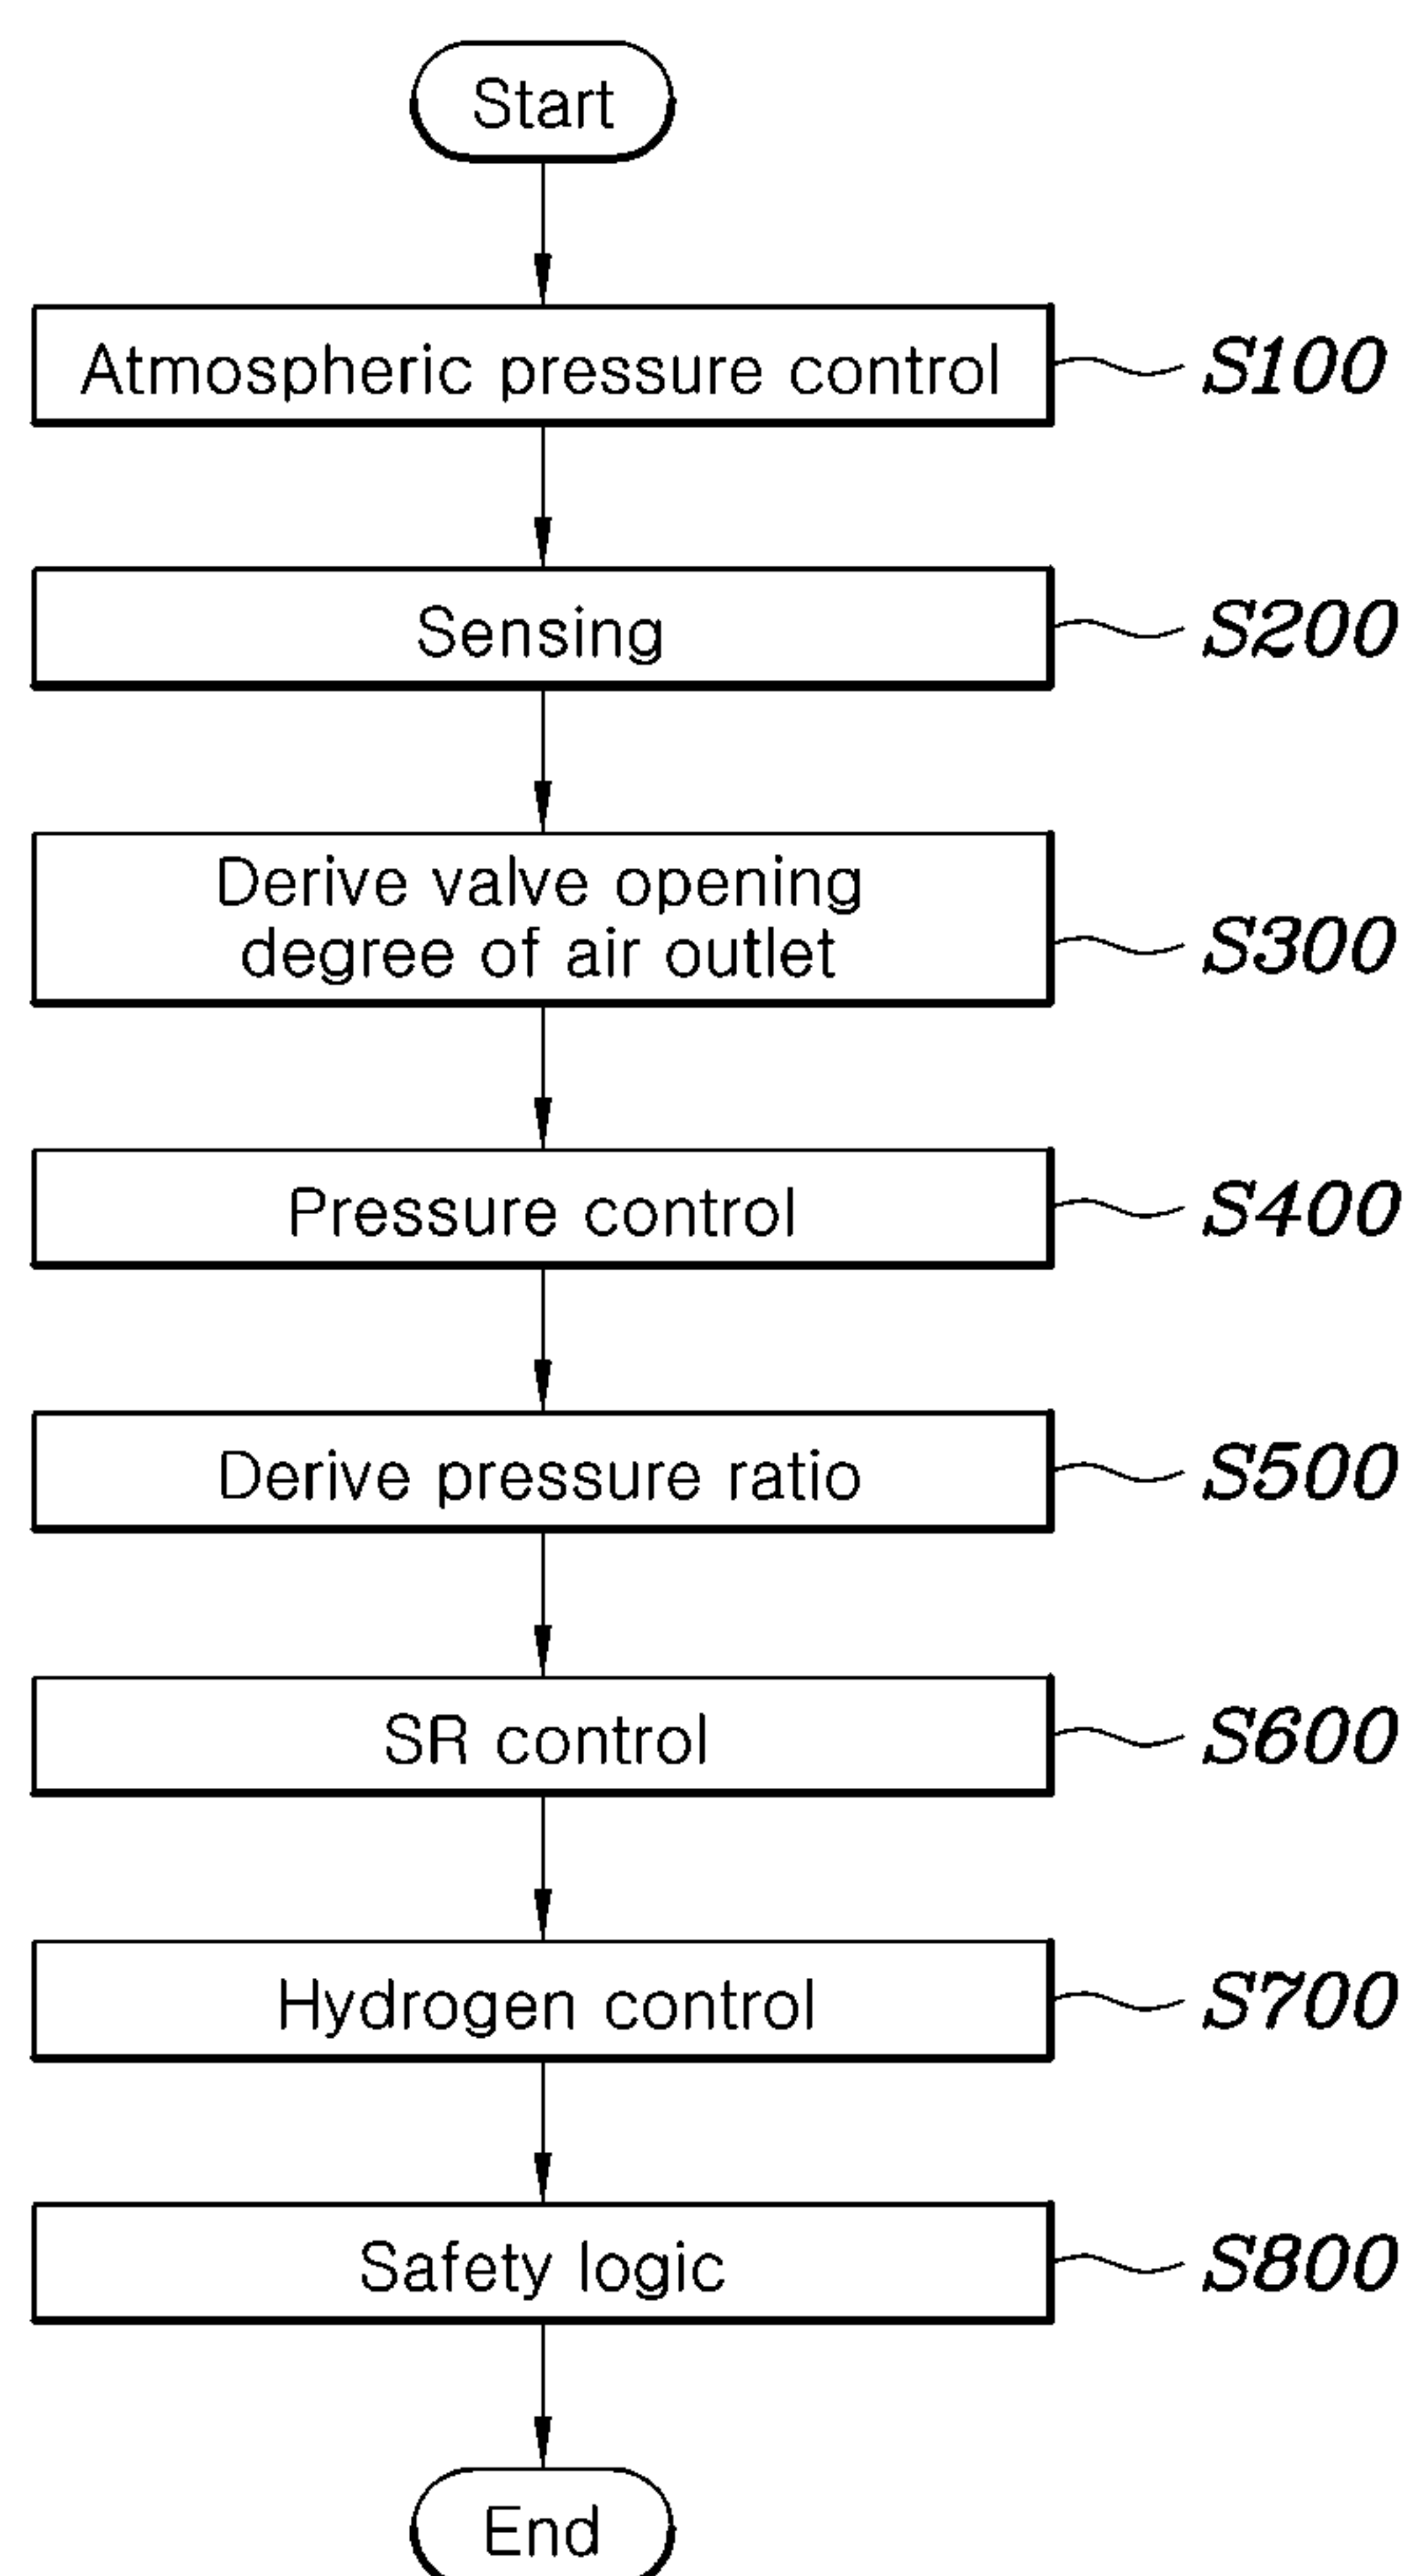 Start
Atmospheric pressure control
S100
Sensing
S200
Derive valve opening
degree of air outlet
S300
Pressure control
S400
Derive pressure ratio
S500
SR control
S600
Hydrogen control
S700
Safety logic
S800
End